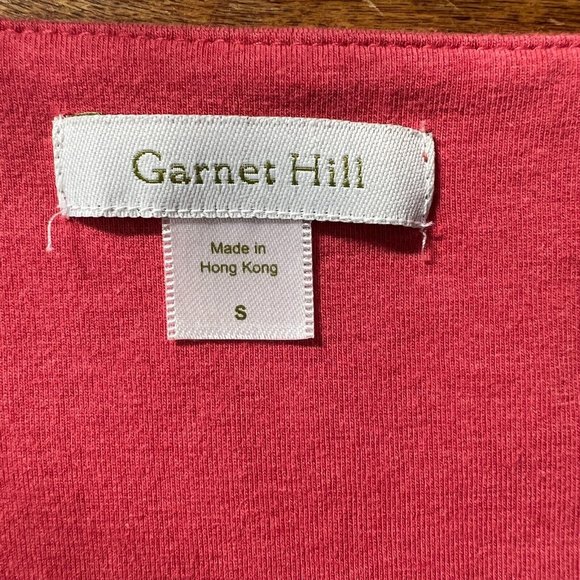 Garnet Hill
Made in
Hong Kong
S